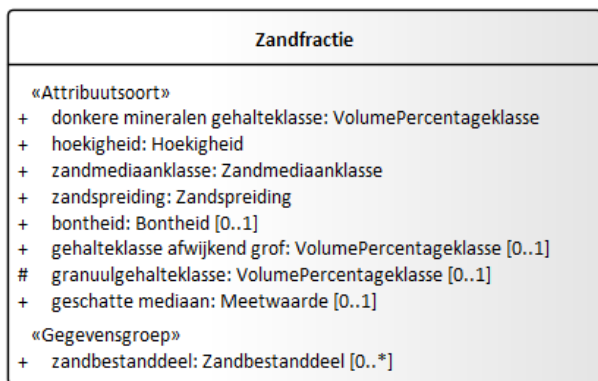 Zandfractie
«Attribuutsoort»
+ donkere mineralen gehalteklasse: VolumePercentageklasse
+ hoekigheid: Hoekigheid
+ zandmediaanklasse: Zandmediaanklasse
+ zandspreiding: Zandspreiding
+ bontheid: Bontheid [0..1]
+ gehalteklasse afwijkend grof: VolumePercentageklasse [0..1]
# granuulgehalteklasse: VolumePercentageklasse [0..1]
+ geschatte mediaan: Meetwaarde [0..1]
«Gegevensgroep»
+ zandbestanddeel: Zandbestanddeel [0..*]